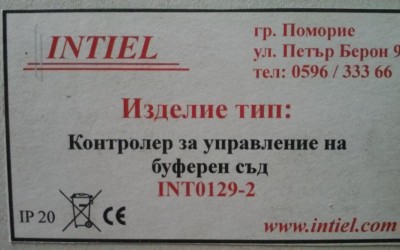 INTIEL
гр. Поморие
ул. Петър Берон 9
тел: 0596 / 333 66
Изделие тип:
Контролер за управление на
буферен съд
INT0129-2
IP 20
CE
www.intiel.com